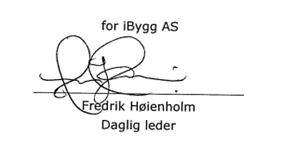 for iBygg AS
Fredrik Høienholm
Daglig leder